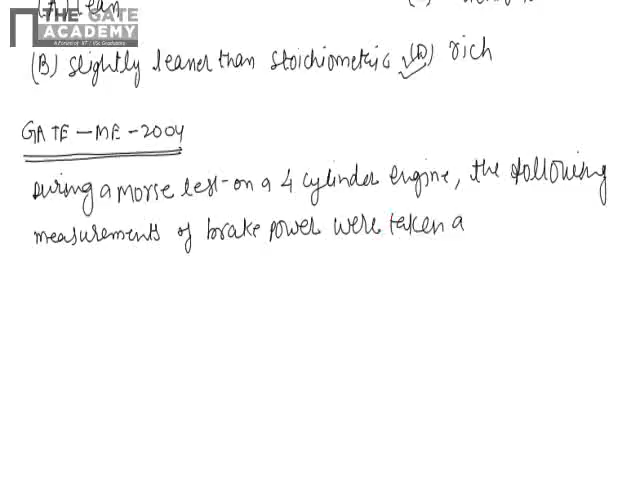 THE GATE
ACADEMY
(B) slightly leaner than stoichiometric (D) rich
GATE-ME-2004
During a morse test on a 4 cylinder engine, the following
measurements of brake power were taken a